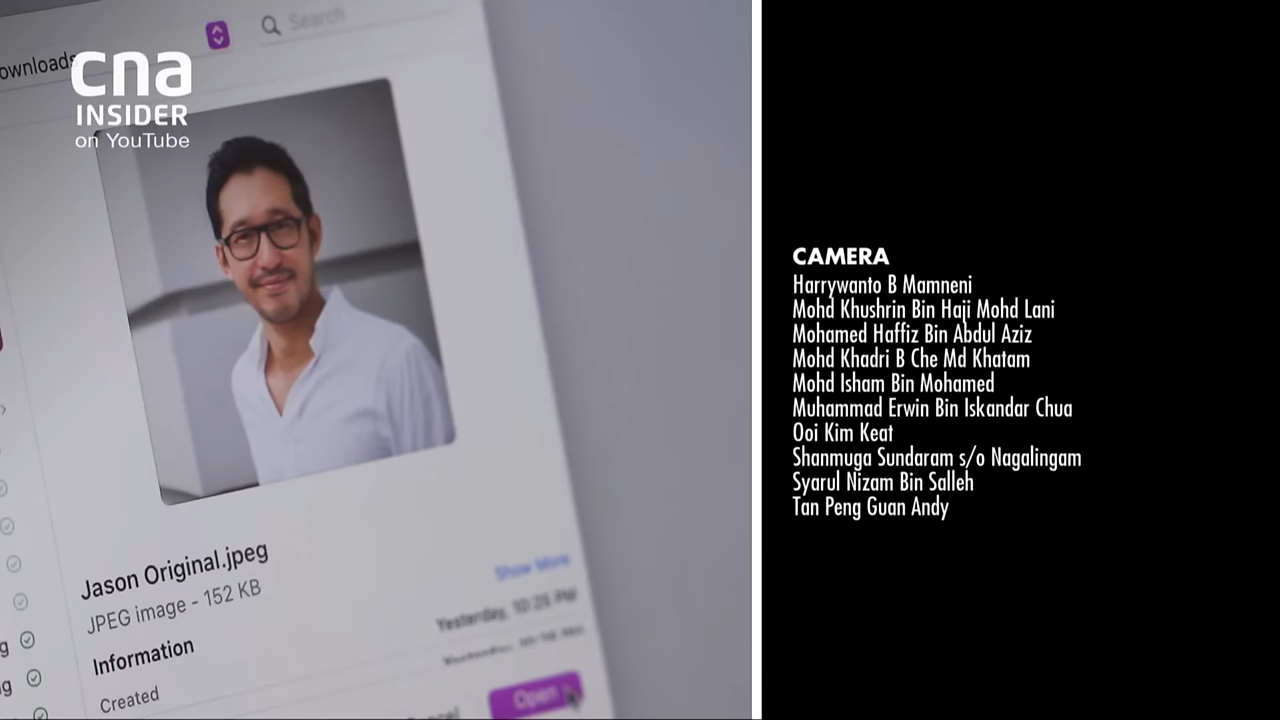 ownloads
Search
cna
INSIDER
on YouTube
Jason Original.jpeg
JPEG image - 152 KB
Show More
Information
Yesterday, 10:28 PM
Created
Open
CAMERA
Harrywanto B Mamneni
Mohd Khushrin Bin Hajj Mohd Lani
Mohamed Haffiz Bin Abdul Aziz
Mohd Khadri B Che Md Khatam
Mohd Isham Bin Mohamed
Muhammad Erwin Bin Iskandar Chua
Ooi Kim Keat
Shanmuga Sundaram s/o Nagalingam
Syarul Nizam Bin Salleh
Tan Peng Guan Andy